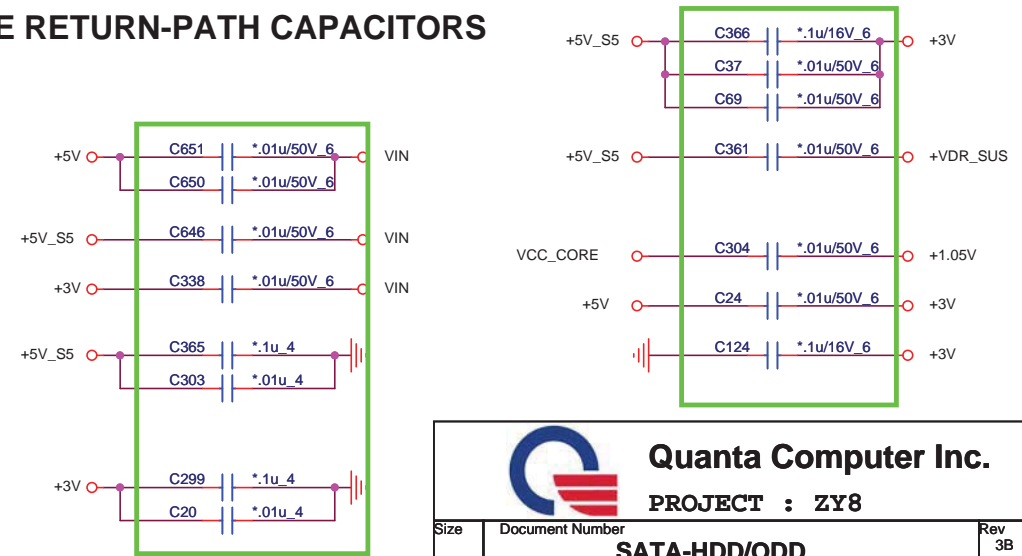 E RETURN-PATH CAPACITORS
+5V C651 *.01u/50V_6 VIN
C650 *.01u/50V_6
+5V_S5 C646 *.01u/50V_6 VIN
+3V C338 *.01u/50V_6 VIN
+5V_S5 C365 *.1u_4
C303 *.01u_4
+3V C299 *.1u_4
C20 *.01u_4
+5V_S5 C366 *.1u/16V_6 +3V
C37 *.01u/50V_6
C69 *.01u/50V_6
+5V_S5 C361 *.01u/50V_6 +VDR_SUS
VCC_CORE C304 *.01u/50V_6 +1.05V
+5V C24 *.01u/50V_6 +3V
C124 *.1u/16V_6 +3V
Quanta Computer Inc.
PROJECT : ZY8
Size Document Number Rev
SATA-HDD/ODD 3B